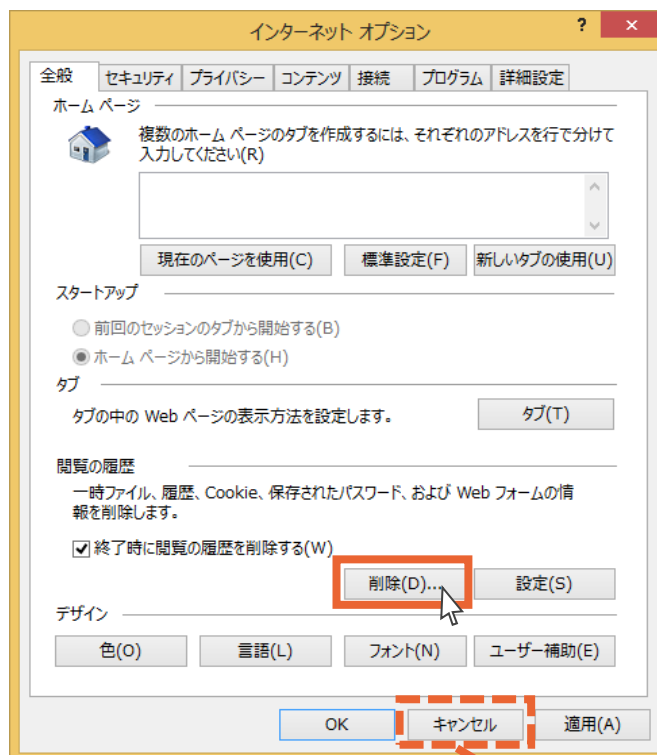 インターネット オプション
? ×
全般 セキュリティ プライバシー コンテンツ 接続 プログラム 詳細設定
ホーム ページ
複数のホーム ページのタブを作成するには、それぞれのアドレスを行で分けて
入力してください(R)
現在のページを使用(C) 標準設定(F) 新しいタブの使用(U)
スタートアップ
前回のセッションのタブから開始する(B)
ホーム ページから開始する(H)
タブ
タブの中の Web ページの表示方法を設定します。 タブ(T)
閲覧の履歴
一時ファイル、履歴、Cookie、保存されたパスワード、および Web フォームの情
報を削除します。
終了時に閲覧の履歴を削除する(W)
削除(D)... 設定(S)
デザイン
色(O) 言語(L) フォント(N) ユーザー補助(E)
OK キャンセル 適用(A)